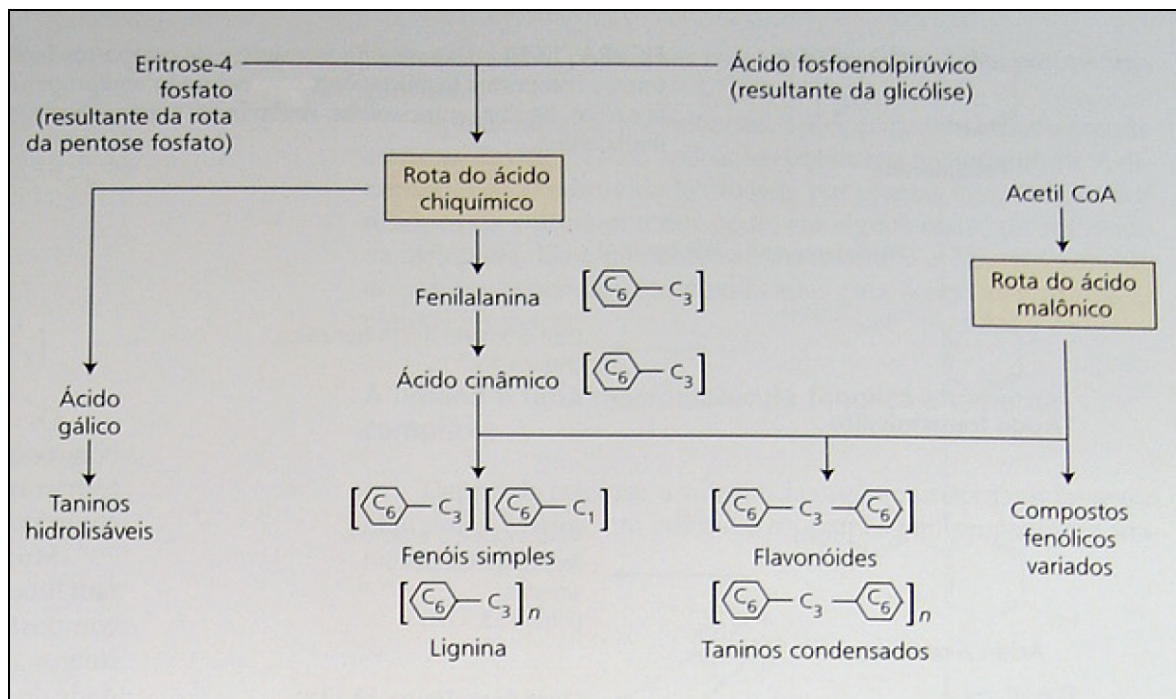 Eritrose-4
fosfato
(resultante da rota
da pentose fosfato)
Ácido fosfoenolpirúvico
(resultante da glicólise)
Rota do ácido
chiquímico
Acetil CoA
Rota do ácido
malônico
Fenilalanina
[C6 — C3]
Ácido cinâmico
[C6 — C3]
Ácido
gálico
Taninos
hidrolisáveis
[C6 — C3] [C6 — C1]
Fenóis simples
[C6 — C3]n
Lignina
[C6 — C3 — C6]
Flavonóides
[C6 — C3 — C6]n
Taninos condensados
Compostos
fenólicos
variados